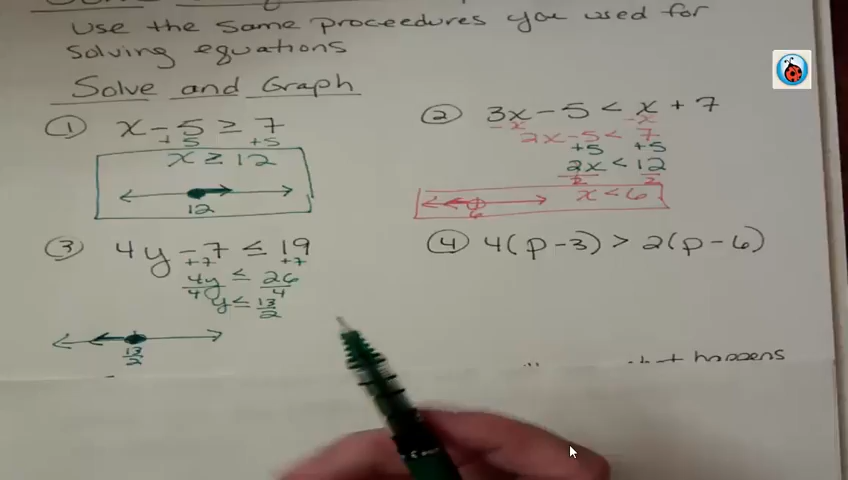 use the same proceedures you used for
solving equations
Solve and Graph
① x - 5 ≥ 7
+5 +5
x ≥ 12
12
② 3x - 5 < x + 7
-x -x
2x - 5 < 7
+5 +5
2x < 12
2 2
x < 6
6
③ 4y - 7 ≤ 19
+7 +7
4y ≤ 26
4 4
y ≤ 13/2
13/2
④ 4(p - 3) > 2(p - 6)
happens